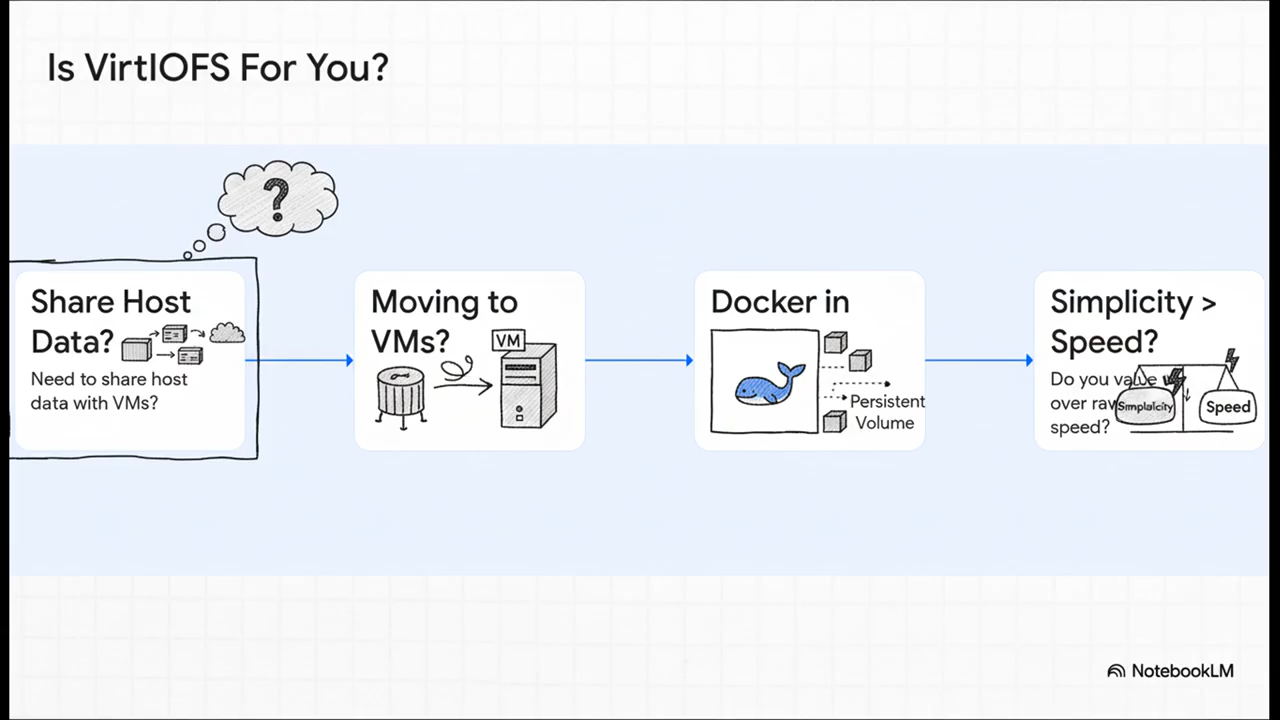 Is VirtIOFS For You?
?
Share Host
Data?
Need to share host
data with VMs?
Moving to
VMs?
VM
Docker in
Persistent
Volume
Simplicity >
Speed?
Do you value
over raw
speed?
Simplaicity
Speed
NotebookLM